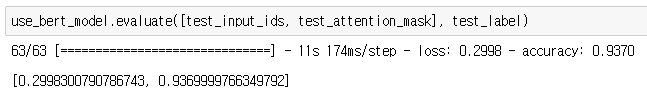 use_bert_model.evaluate([test_input_ids, test_attention_mask], test_label)
63/63 [==============================] - 11s 174ms/step - loss: 0.2998 - accuracy: 0.9370
[0.2998300790786743, 0.9369999766349792]